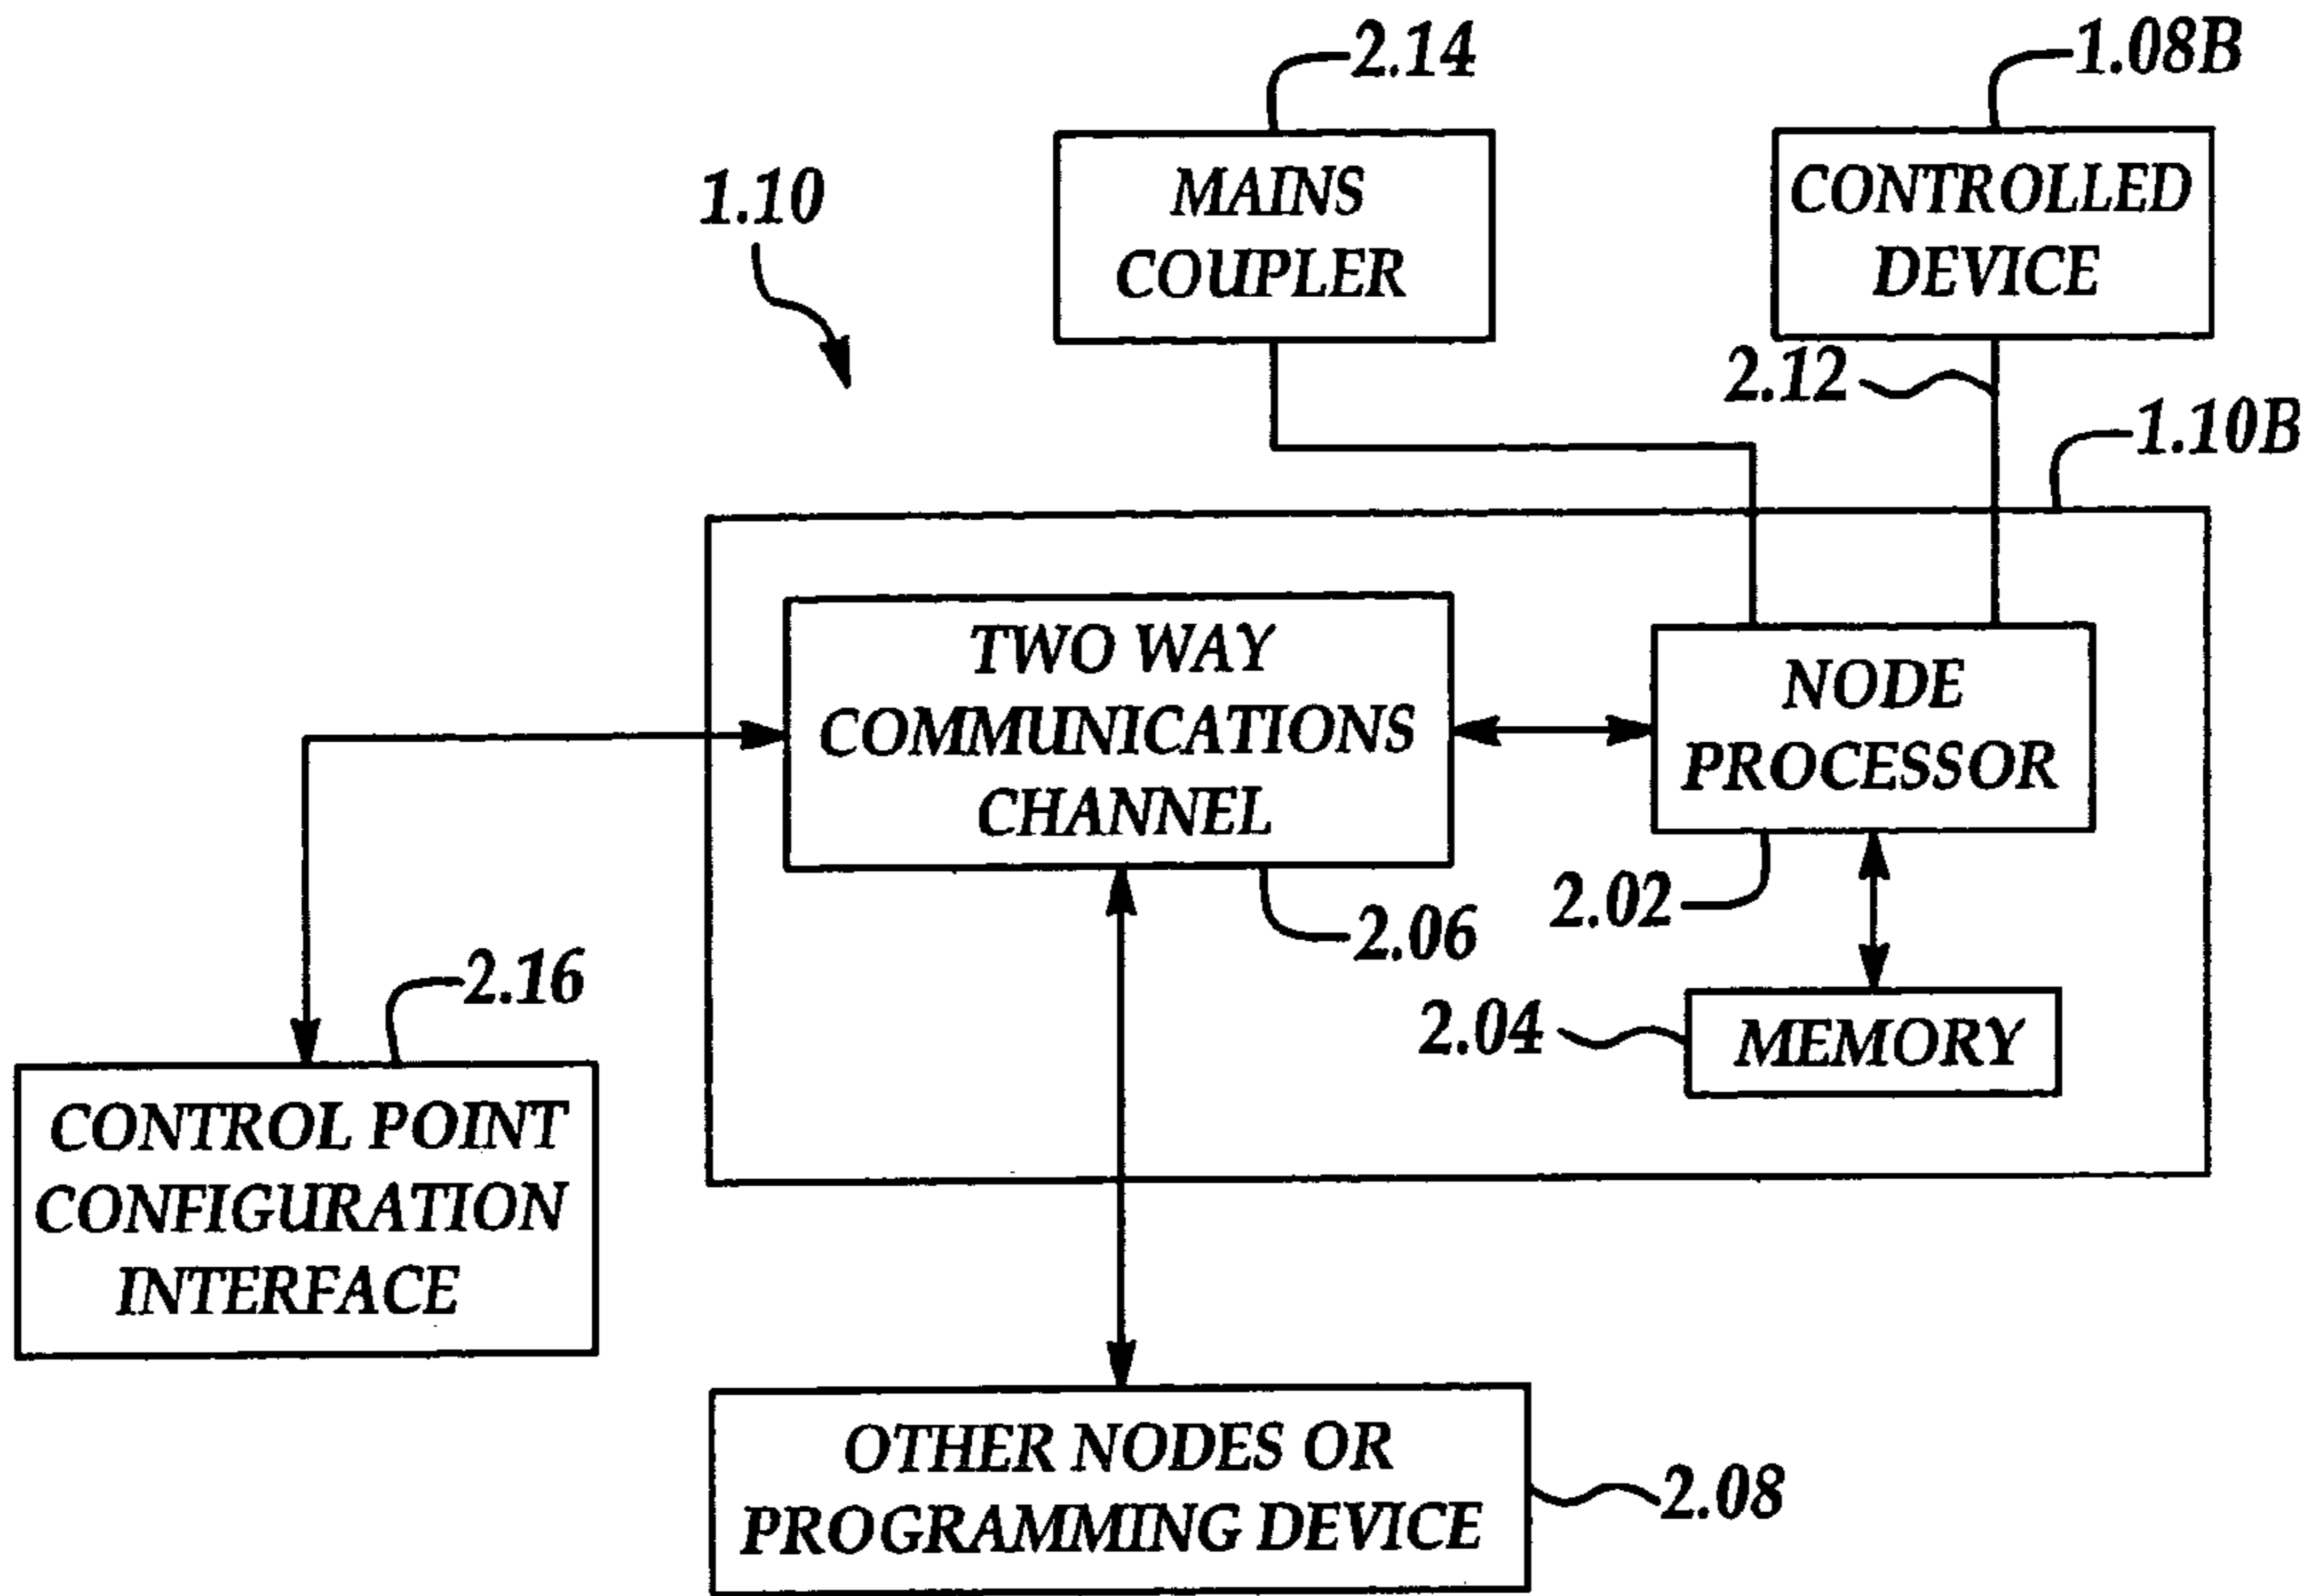 2.14
1.08B
1.10
MAINS
COUPLER
CONTROLLED
DEVICE
2.12
1.10B
TWO WAY
COMMUNICATIONS
CHANNEL
NODE
PROCESSOR
2.02
2.06
2.16
2.04
MEMORY
CONTROL POINT
CONFIGURATION
INTERFACE
OTHER NODES OR
PROGRAMMING DEVICE
2.08